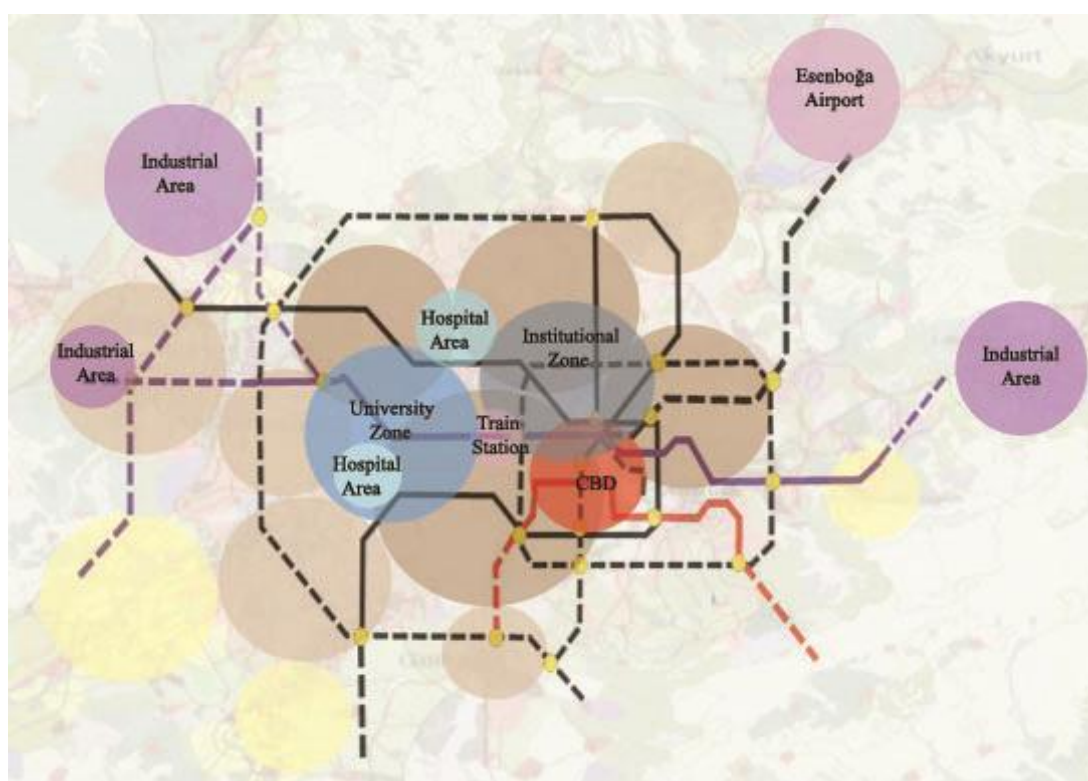 Akyurt
Esenboğa
Airport
Industrial
Area
Hospital
Area
Institutional
Zone
Industrial
Area
Industrial
Area
University
Zone
Train-
Station
Hospital
Area
CBD